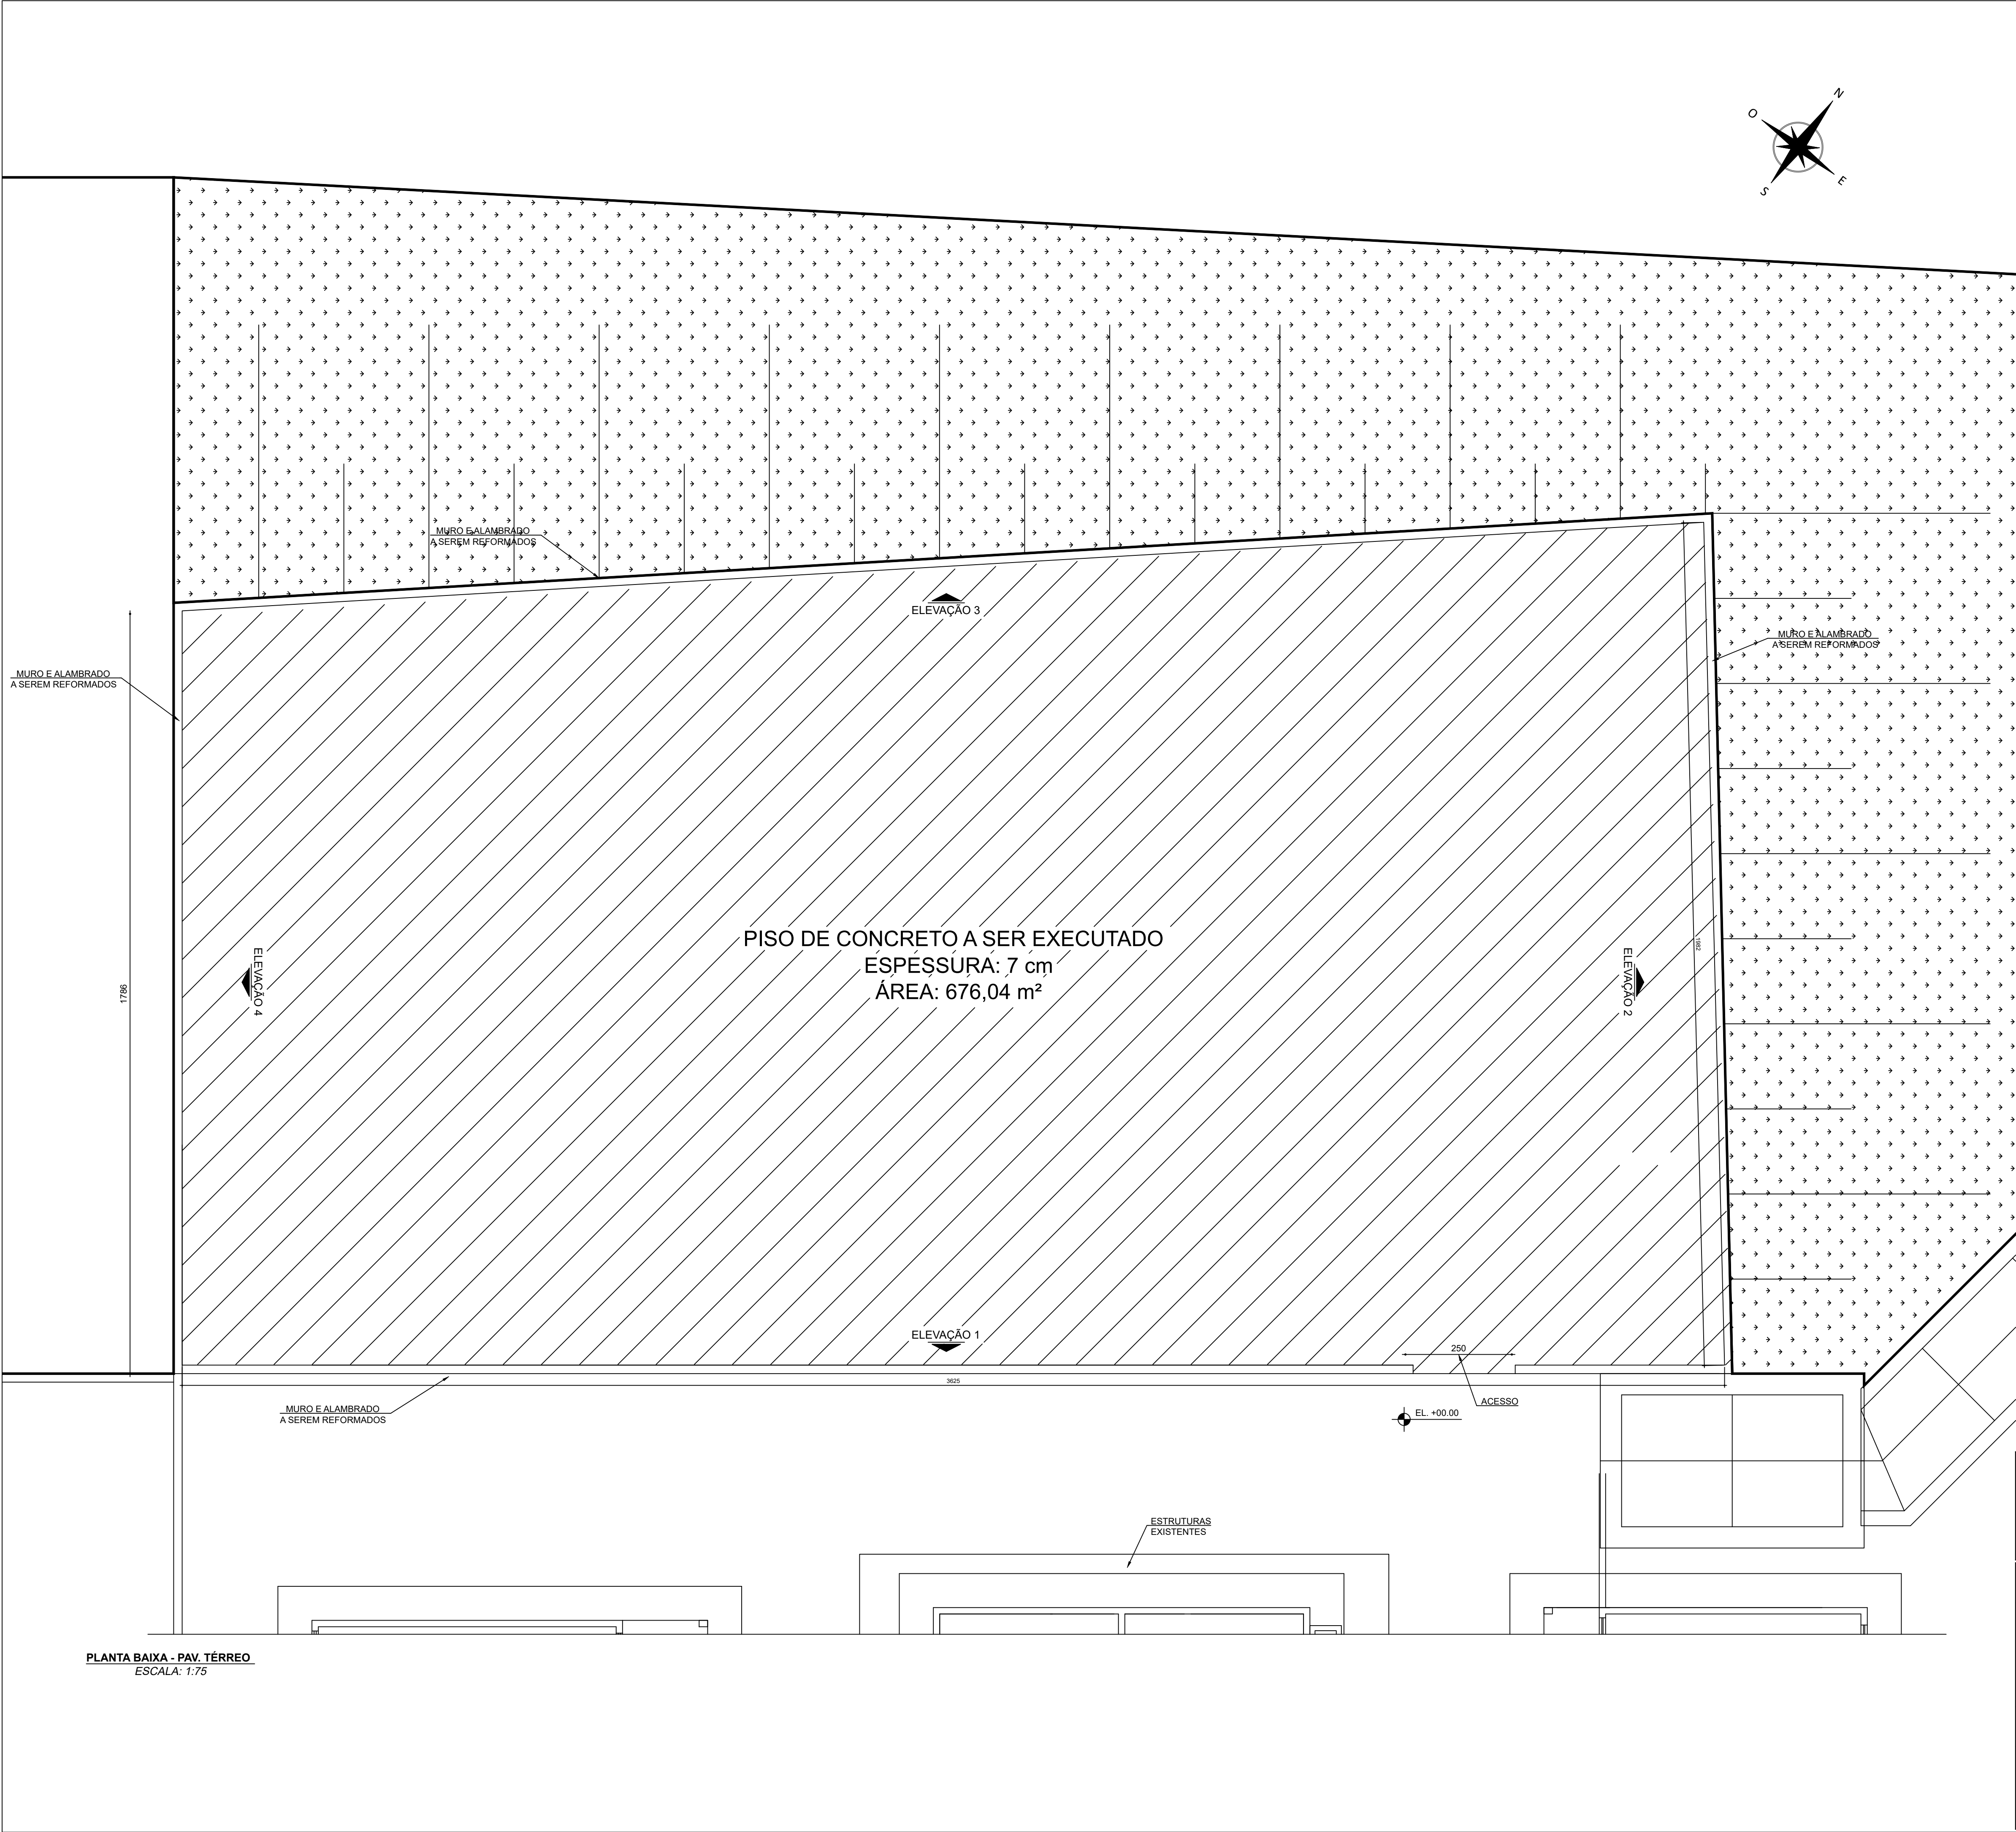 N
O
S
E
MURO E ALAMBRADO
A SEREM REFORMADOS
ELEVAÇÃO 3
MURO E ALAMBRADO
A SEREM REFORMADOS
MURO E ALAMBRADO
A SEREM REFORMADOS
PISO DE CONCRETO A SER EXECUTADO
ESPESSURA: 7 cm
ÁREA: 676,04 m²
ELEVAÇÃO 4
ELEVAÇÃO 2
1982
1786
ELEVAÇÃO 1
250
3625
ACESSO
MURO E ALAMBRADO
A SEREM REFORMADOS
EL. +00.00
ESTRUTURAS
EXISTENTES
PLANTA BAIXA - PAV. TÉRREO
ESCALA: 1:75